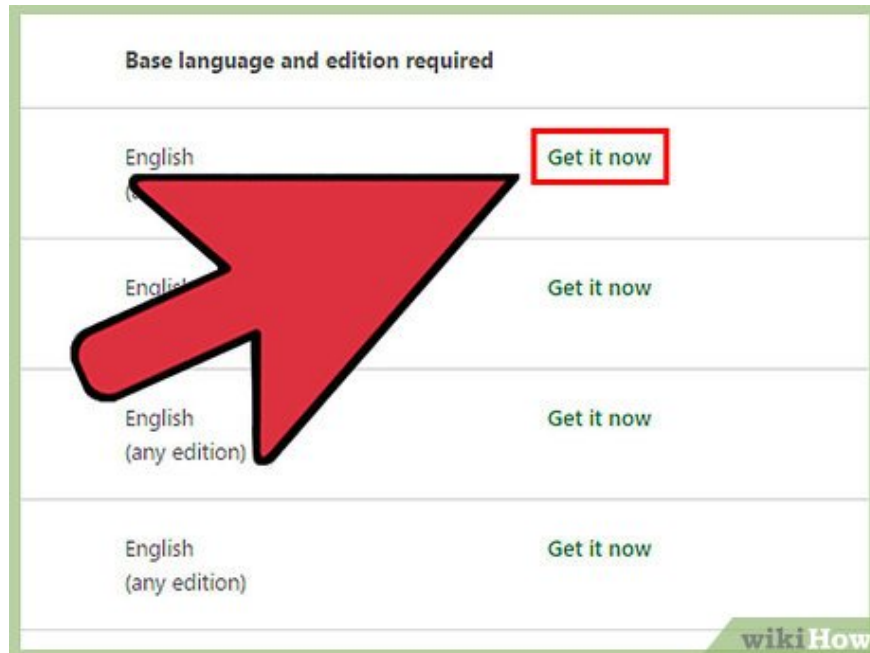 Base language and edition required
English Get it now
(
English Get it now
English Get it now
(any edition)
English Get it now
(any edition)
wikiHow